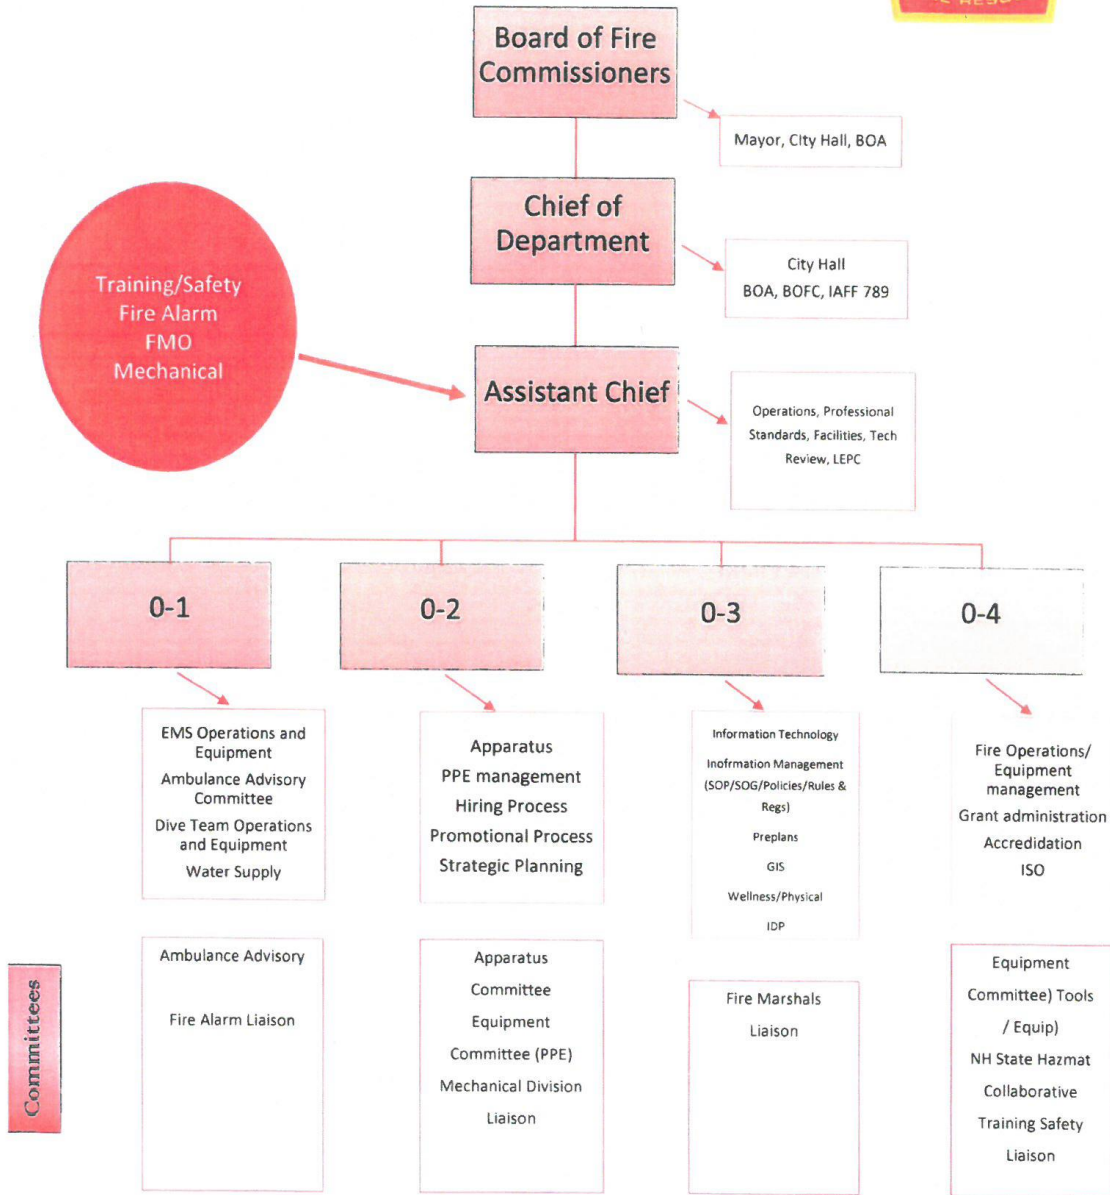 RESCU
Board of Fire
Commissioners
Mayor, City Hall, BOA
Chief of
Department
City Hall
BOA, BOFC, IAFF 789
Training/Safety
Fire Alarm
FMO
Mechanical
Assistant Chief
Operations, Professional
Standards, Facilities, Tech
Review, LEPC
0-1
0-2
0-3
0-4
EMS Operations and
Equipment
Ambulance Advisory
Committee
Dive Team Operations
and Equipment
Water Supply
Apparatus
PPE management
Hiring Process
Promotional Process
Strategic Planning
Information Technology
Inofrmation Management
(SOP/SOG/Policies/Rules &
Regs)
Preplans
GIS
Wellness/Physical
IDP
Fire Operations/
Equipment
management
Grant administration
Accredidation
ISO
Committees
Ambulance Advisory
Fire Alarm Liaison
Apparatus
Committee
Equipment
Committee (PPE)
Mechanical Division
Liaison
Fire Marshals
Liaison
Equipment
Committee) Tools
/ Equip)
NH State Hazmat
Collaborative
Training Safety
Liaison